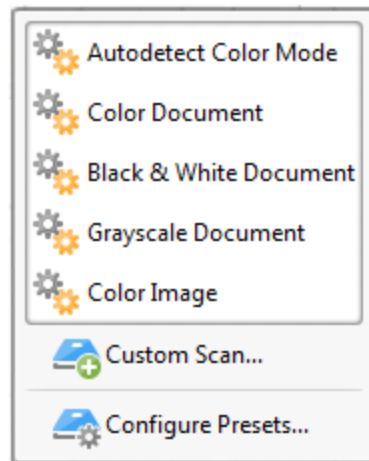 Autodetect Color Mode
Color Document
Black & White Document
Grayscale Document
Color Image
Custom Scan...
Configure Presets...